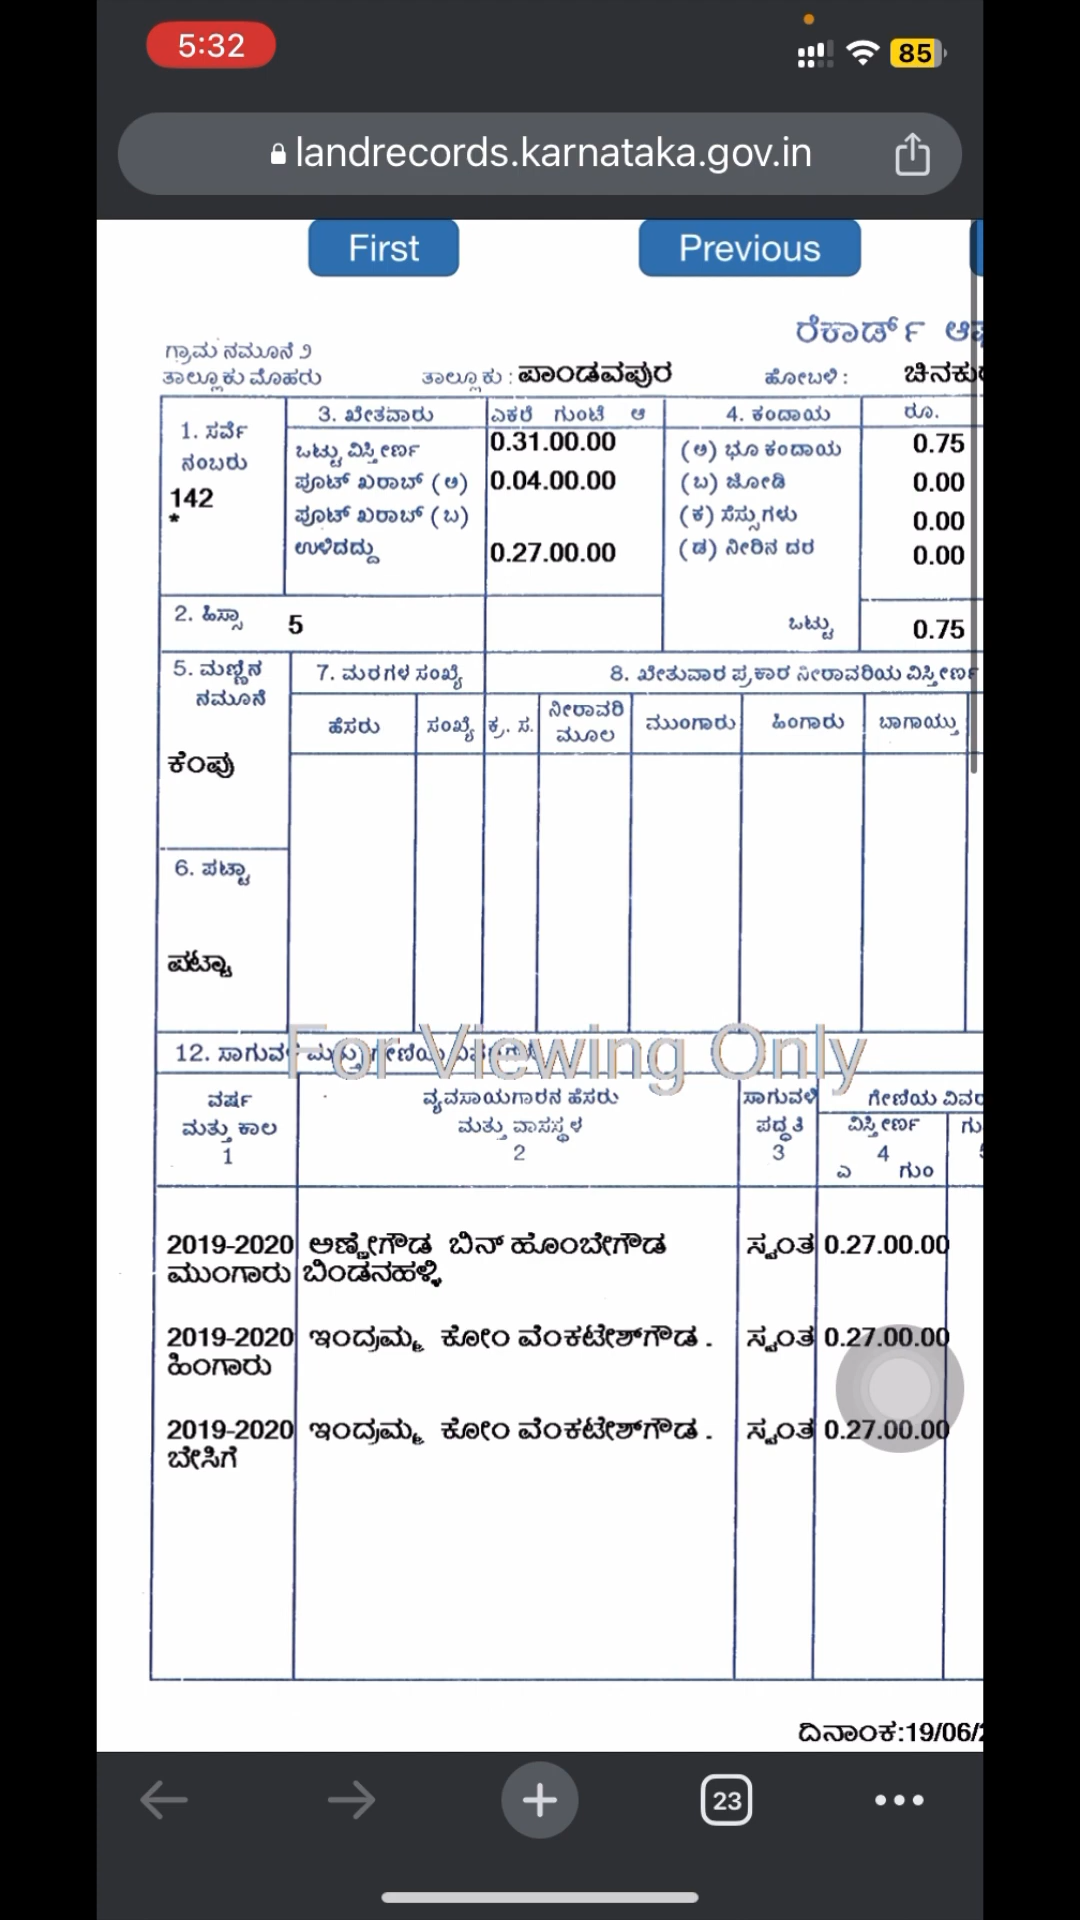 5:32
85
landrecords.karnataka.gov.in
First
Previous
ರೆಕಾರ್ಡ್
ಗ್ರಾಮ ನಮೂನೆ ೨
ತಾಲ್ಲೂಕು ಮೊಹರು ತಾಲ್ಲೂಕು : ಪಾಂಡವಪುರ ಹೋಬಳಿ :
1. ಸರ್ವೆ ನಂಬರು
142
*
3. ಖೇತವಾರು ಎಕರೆ ಗುಂಟೆ ಆ
ಒಟ್ಟು ವಿಸ್ತೀರ್ಣ 0.31.00.00
ಪೂಟ್ ಖರಾಬ್ (ಅ) 0.04.00.00
ಪೂಟ್ ಖರಾಬ್ (ಬ)
ಉಳಿದದ್ದು 0.27.00.00
4. ಕಂದಾಯ ರೂ.
(ಅ) ಭೂ ಕಂದಾಯ 0.75
(ಬ) ಜೋಡಿ 0.00
(ಕ) ಸೆಸ್ಸುಗಳು 0.00
(ಡ) ನೀರಿನ ದರ 0.00
ಒಟ್ಟು 0.75
2. ಹಿಸ್ಸಾ 5
5. ಮಣ್ಣಿನ ನಮೂನೆ
ಕೆಂಪು
7. ಮರಗಳ ಸಂಖ್ಯೆ 8. ಖೇತುವಾರ ಪ್ರಕಾರ ನೀರಾವರಿಯ ವಿಸ್ತೀರ್ಣ
ಹೆಸರು ಸಂಖ್ಯೆ ಕ್ರ. ಸ. ನೀರಾವರಿ ಮೂಲ ಮುಂಗಾರು ಹಿಂಗಾರು ಬಾಗಾಯ್ತು
6. ಪಟ್ಟಾ
ಪಟ್ಟಾ
For Viewing Only
12. ಸಾಗುವಳಿ ಮತ್ತು ಗೇಣಿಯ
ವರ್ಷ ಮತ್ತು ಕಾಲ 1
ವ್ಯವಸಾಯಗಾರನ ಹೆಸರು ಮತ್ತು ವಾಸಸ್ಥಳ 2
ಸಾಗುವಳಿ ಪದ್ಧತಿ 3
ಗೇಣಿಯ
ವಿಸ್ತೀರ್ಣ 4
ಎ ಗುಂ
2019-2020 ಅಣ್ಣೇಗೌಡ ಬಿನ್ ಹೊಂಬೇಗೌಡ ಸ್ವಂತ 0.27.00.00
ಮುಂಗಾರು ಬಿಂಡನಹಳ್ಳಿ
2019-2020 ಇಂದ್ರಮ್ಮ ಕೋಂ ವೆಂಕಟೇಶ್‌ಗೌಡ . ಸ್ವಂತ 0.27.00.00
ಹಿಂಗಾರು
2019-2020 ಇಂದ್ರಮ್ಮ ಕೋಂ ವೆಂಕಟೇಶ್‌ಗೌಡ . ಸ್ವಂತ 0.27.00.00
ಬೇಸಿಗೆ
ದಿನಾಂಕ:19/06/
23